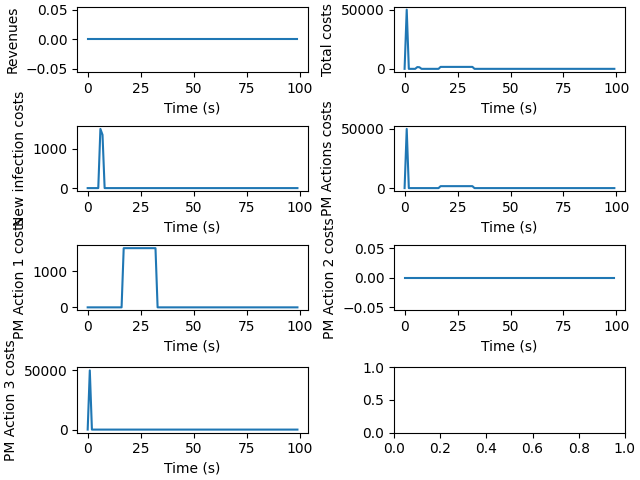 Revenues
0.05
0.00
−0.05
0 25 50 75 100
Time (s)
Total costs
50000
0
0 25 50 75 100
Time (s)
New infection costs
1000
0
0 25 50 75 100
Time (s)
PM Actions costs
50000
0
0 25 50 75 100
Time (s)
PM Action 1 costs
1000
0
0 25 50 75 100
Time (s)
PM Action 2 costs
0.05
0.00
−0.05
0 25 50 75 100
Time (s)
PM Action 3 costs
50000
0
0 25 50 75 100
Time (s)
1.0
0.5
0.0
0.0 0.2 0.4 0.6 0.8 1.0